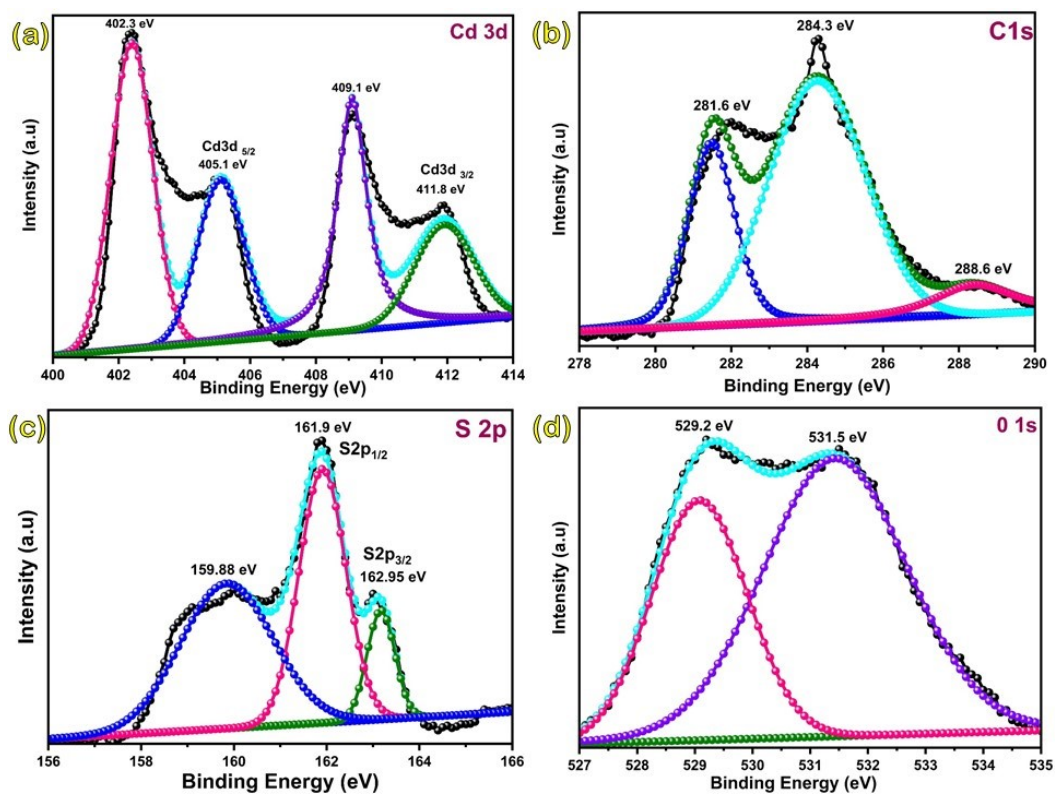 (a)
402.3 eV
Cd 3d
409.1 eV
Cd3d 5/2
405.1 eV
Cd3d 3/2
411.8 eV
Intensity (a.u)
400 402 404 406 408 410 412 414
Binding Energy (eV)
(b)
284.3 eV
C1s
281.6 eV
288.6 eV
Intensity (a.u)
278 280 282 284 286 288 290
Binding Energy (eV)
(c)
161.9 eV
S 2p
S2p1/2
S2p3/2
162.95 eV
159.88 eV
Intensity (a.u)
156 158 160 162 164 166
Binding Energy (eV)
(d)
529.2 eV
531.5 eV
0 1s
Intensity (a.u)
527 528 529 530 531 532 533 534 535
Binding Energy (eV)